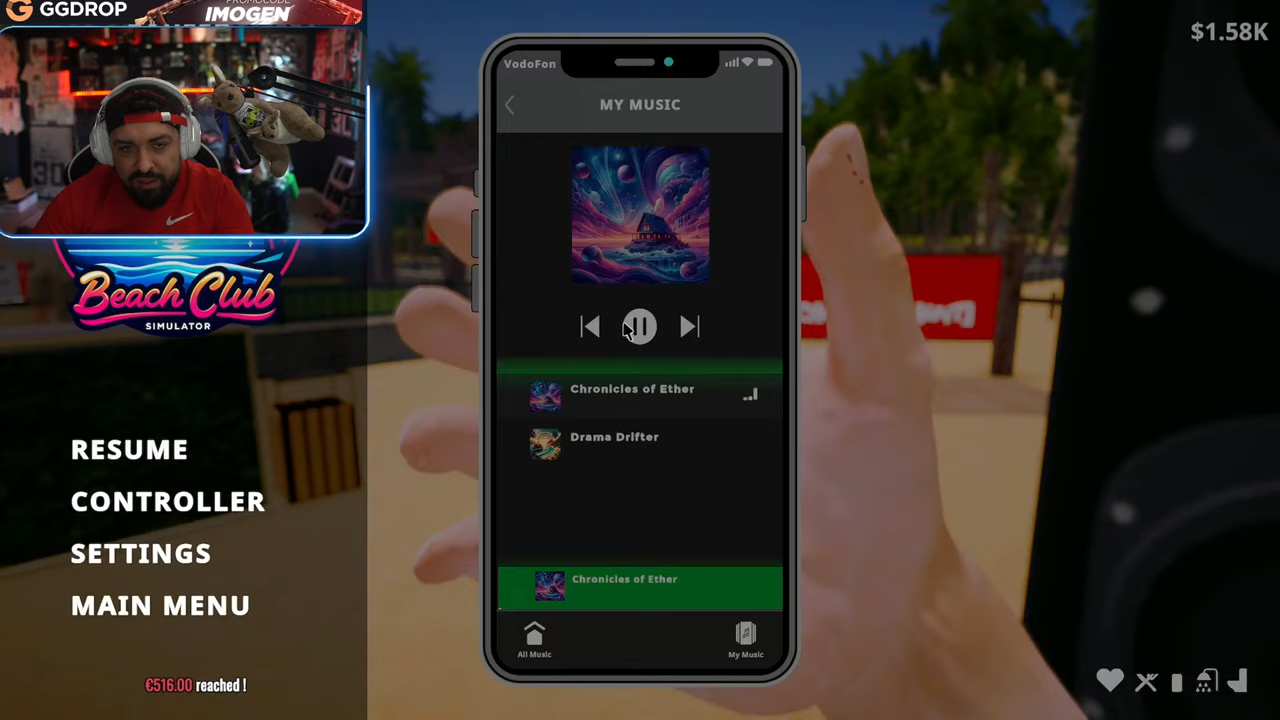 GGDROP
PROMOCODE
IMOGEN
$1.58K
VodoFon
MY MUSIC
Beach Club
SIMULATOR
Chronicles of Ether
Drama Drifter
RESUME
CONTROLLER
SETTINGS
MAIN MENU
Chronicles of Ether
All Music
My Music
€516.00 reached !